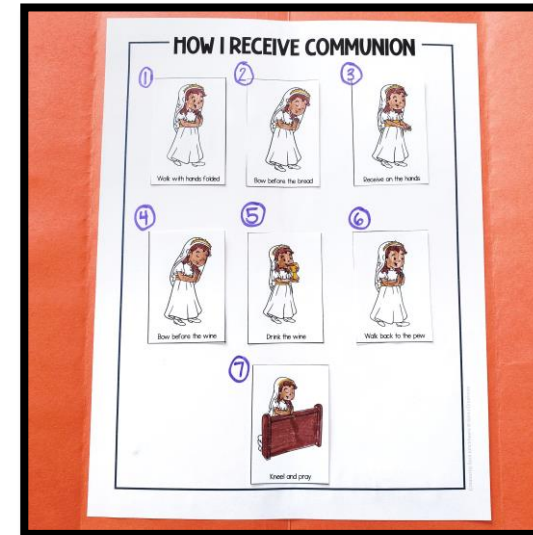 HOW I RECEIVE COMMUNION
1
2
3
Walk with hands folded
Bow before the bread
Receive on the hands
4
5
6
Bow before the wine
Drink the wine
Walk back to the pew
7
Kneel and pray